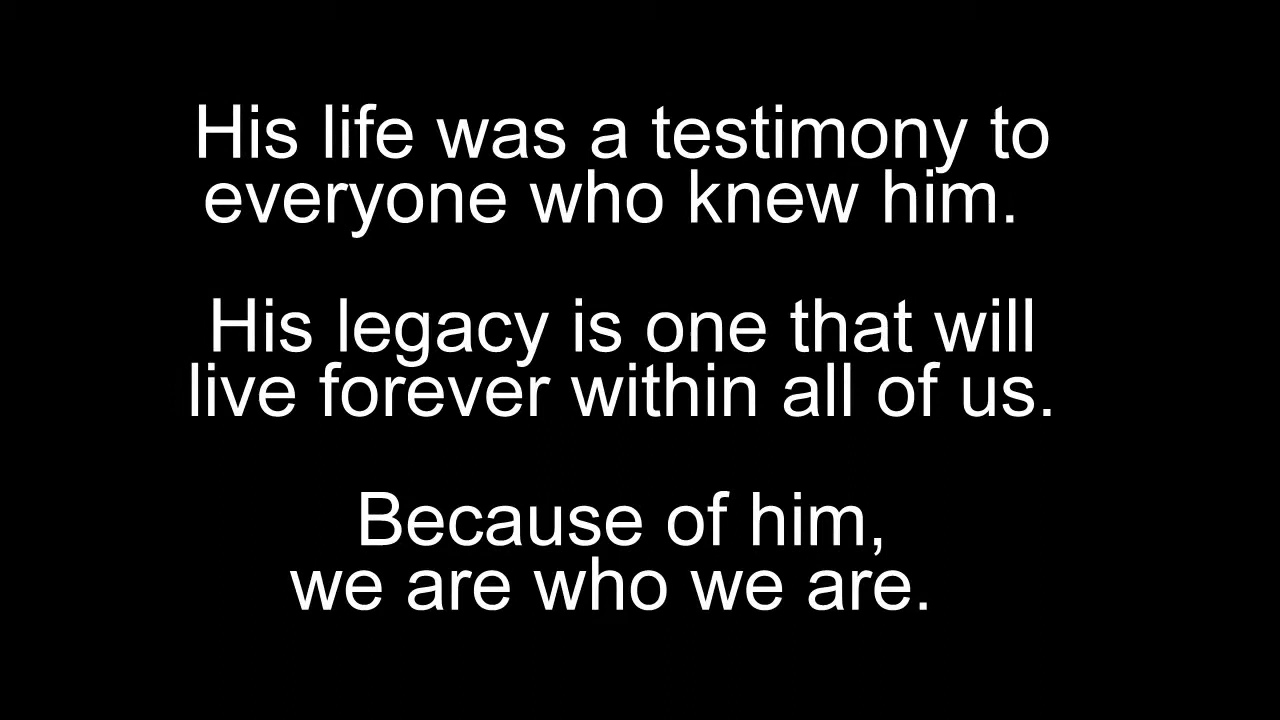 His life was a testimony to
everyone who knew him.
His legacy is one that will
live forever within all of us.
Because of him,
we are who we are.